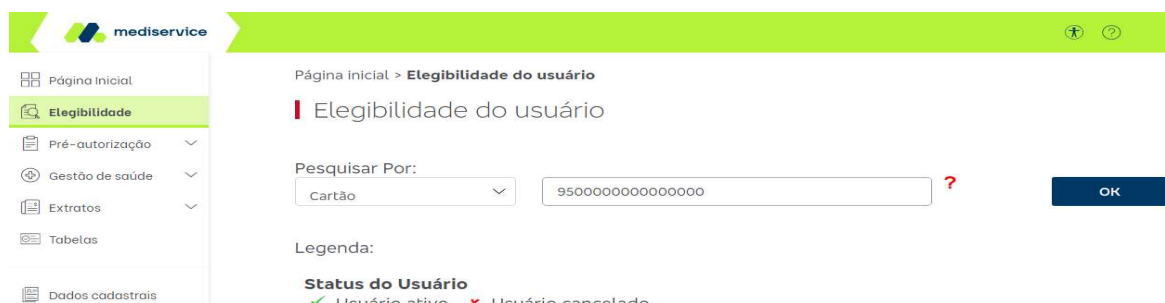 mediservice
Página Inicial
Elegibilidade
Pré-autorização
Gestão de saúde
Extratos
Tabelas
Dados cadastrais
Página inicial > Elegibilidade do usuário
Elegibilidade do usuário
Pesquisar Por:
Cartão 9500000000000000 ? OK
Legenda:
Status do Usuário
Usuário ativo Usuário cancelado